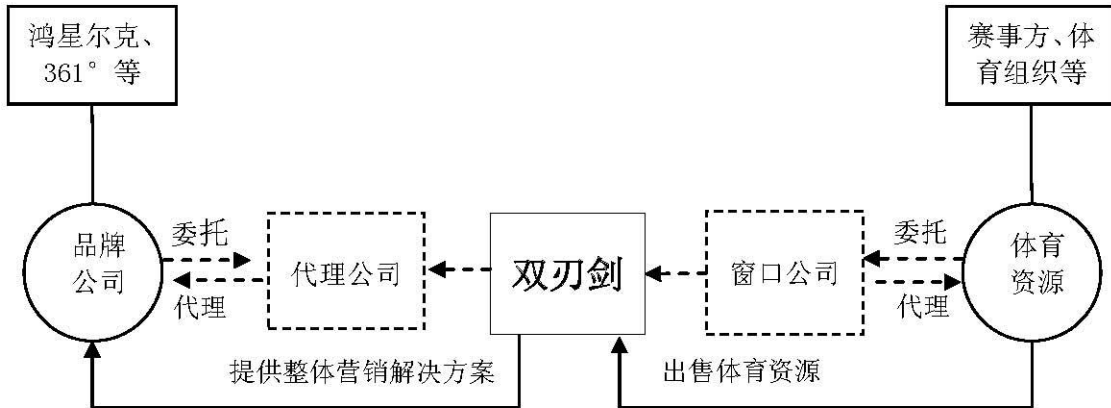 鸿星尔克、
361°等
赛事方、体
育组织等
品牌
公司
委托
代理
代理公司
双刃剑
窗口公司
委托
代理
体育
资源
提供整体营销解决方案
出售体育资源